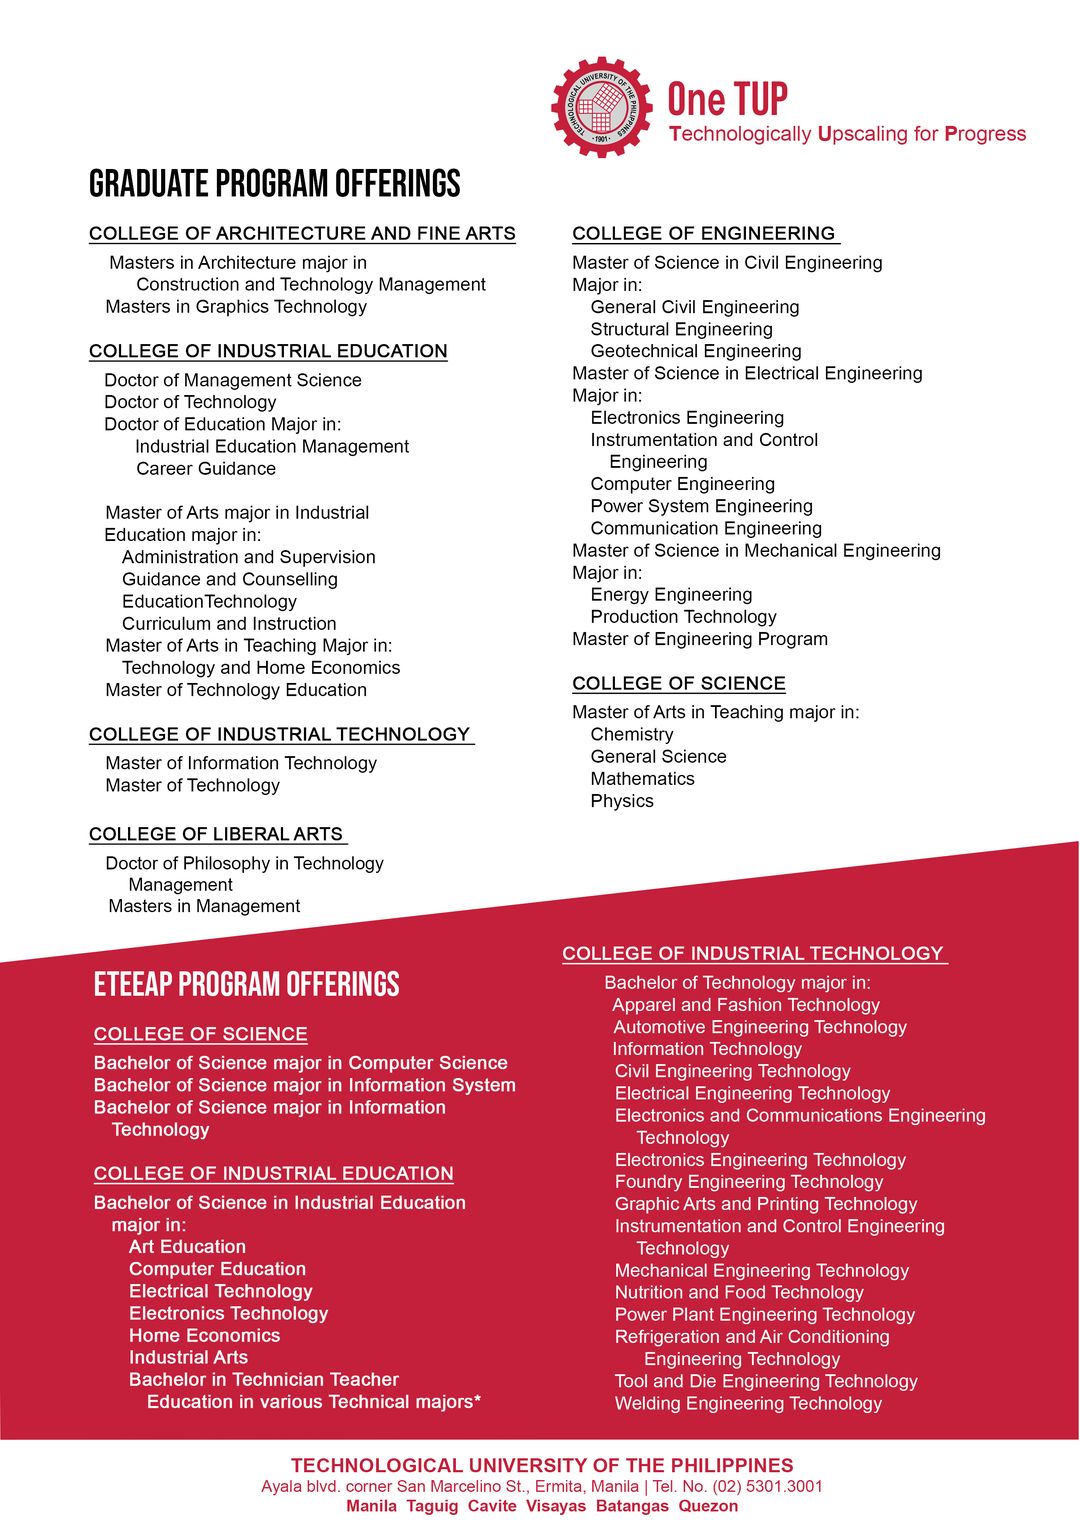 TECHNOLOGICAL UNIVERSITY OF THE PHILIPPINES
· 1901 ·
One TUP
Technologically Upscaling for Progress
GRADUATE PROGRAM OFFERINGS
COLLEGE OF ARCHITECTURE AND FINE ARTS
Masters in Architecture major in
Construction and Technology Management
Masters in Graphics Technology
COLLEGE OF INDUSTRIAL EDUCATION
Doctor of Management Science
Doctor of Technology
Doctor of Education Major in:
Industrial Education Management
Career Guidance
Master of Arts major in Industrial
Education major in:
Administration and Supervision
Guidance and Counselling
EducationTechnology
Curriculum and Instruction
Master of Arts in Teaching Major in:
Technology and Home Economics
Master of Technology Education
COLLEGE OF INDUSTRIAL TECHNOLOGY
Master of Information Technology
Master of Technology
COLLEGE OF LIBERAL ARTS
Doctor of Philosophy in Technology
Management
Masters in Management
COLLEGE OF ENGINEERING
Master of Science in Civil Engineering
Major in:
General Civil Engineering
Structural Engineering
Geotechnical Engineering
Master of Science in Electrical Engineering
Major in:
Electronics Engineering
Instrumentation and Control
Engineering
Computer Engineering
Power System Engineering
Communication Engineering
Master of Science in Mechanical Engineering
Major in:
Energy Engineering
Production Technology
Master of Engineering Program
COLLEGE OF SCIENCE
Master of Arts in Teaching major in:
Chemistry
General Science
Mathematics
Physics
ETEEAP PROGRAM OFFERINGS
COLLEGE OF SCIENCE
Bachelor of Science major in Computer Science
Bachelor of Science major in Information System
Bachelor of Science major in Information
Technology
COLLEGE OF INDUSTRIAL EDUCATION
Bachelor of Science in Industrial Education
major in:
Art Education
Computer Education
Electrical Technology
Electronics Technology
Home Economics
Industrial Arts
Bachelor in Technician Teacher
Education in various Technical majors*
COLLEGE OF INDUSTRIAL TECHNOLOGY
Bachelor of Technology major in:
Apparel and Fashion Technology
Automotive Engineering Technology
Information Technology
Civil Engineering Technology
Electrical Engineering Technology
Electronics and Communications Engineering
Technology
Electronics Engineering Technology
Foundry Engineering Technology
Graphic Arts and Printing Technology
Instrumentation and Control Engineering
Technology
Mechanical Engineering Technology
Nutrition and Food Technology
Power Plant Engineering Technology
Refrigeration and Air Conditioning
Engineering Technology
Tool and Die Engineering Technology
Welding Engineering Technology
TECHNOLOGICAL UNIVERSITY OF THE PHILIPPINES
Ayala blvd. corner San Marcelino St., Ermita, Manila | Tel. No. (02) 5301.3001
Manila Taguig Cavite Visayas Batangas Quezon